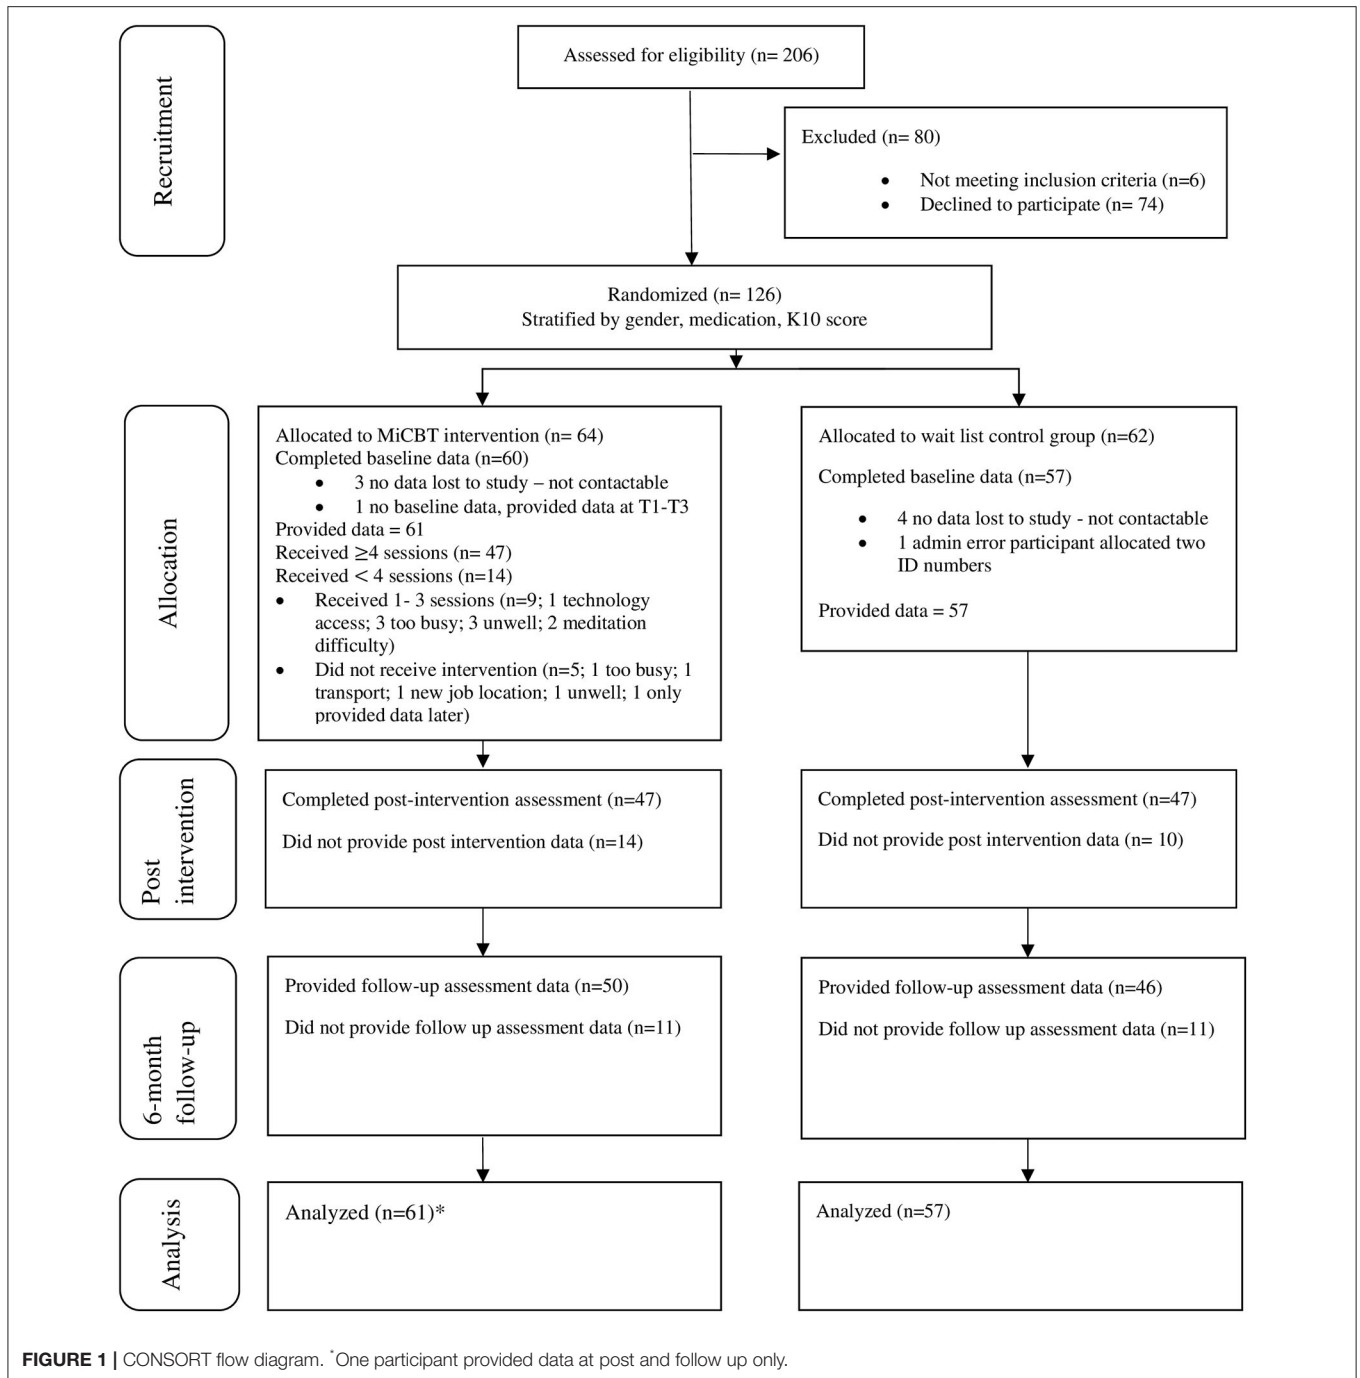 Recruitment
Assessed for eligibility (n= 206)
Excluded (n= 80)
• Not meeting inclusion criteria (n=6)
• Declined to participate (n= 74)
Randomized (n= 126)
Stratified by gender, medication, K10 score
Allocation
Allocated to MiCBT intervention (n= 64)
Completed baseline data (n=60)
• 3 no data lost to study – not contactable
• 1 no baseline data, provided data at T1-T3
Provided data = 61
Received ≥4 sessions (n= 47)
Received < 4 sessions (n=14)
• Received 1- 3 sessions (n=9; 1 technology
access; 3 too busy; 3 unwell; 2 meditation
difficulty)
• Did not receive intervention (n=5; 1 too busy; 1
transport; 1 new job location; 1 unwell; 1 only
provided data later)
Allocated to wait list control group (n=62)
Completed baseline data (n=57)
• 4 no data lost to study - not contactable
• 1 admin error participant allocated two
ID numbers
Provided data = 57
Post
intervention
Completed post-intervention assessment (n=47)
Did not provide post intervention data (n=14)
Completed post-intervention assessment (n=47)
Did not provide post intervention data (n= 10)
6-month
follow-up
Provided follow-up assessment data (n=50)
Did not provide follow up assessment data (n=11)
Provided follow-up assessment data (n=46)
Did not provide follow up assessment data (n=11)
Analysis
Analyzed (n=61)*
Analyzed (n=57)
FIGURE 1 | CONSORT flow diagram. *One participant provided data at post and follow up only.